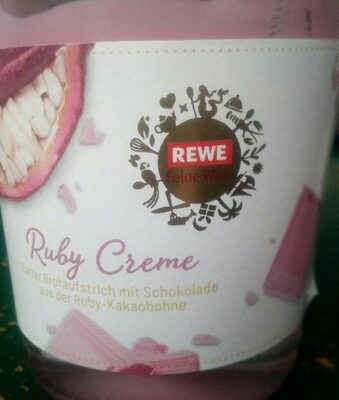 REWE
Feine Welt
Ruby Creme
Zarter Brotaufstrich mit Schokolade
aus der Ruby-Kakaobohne